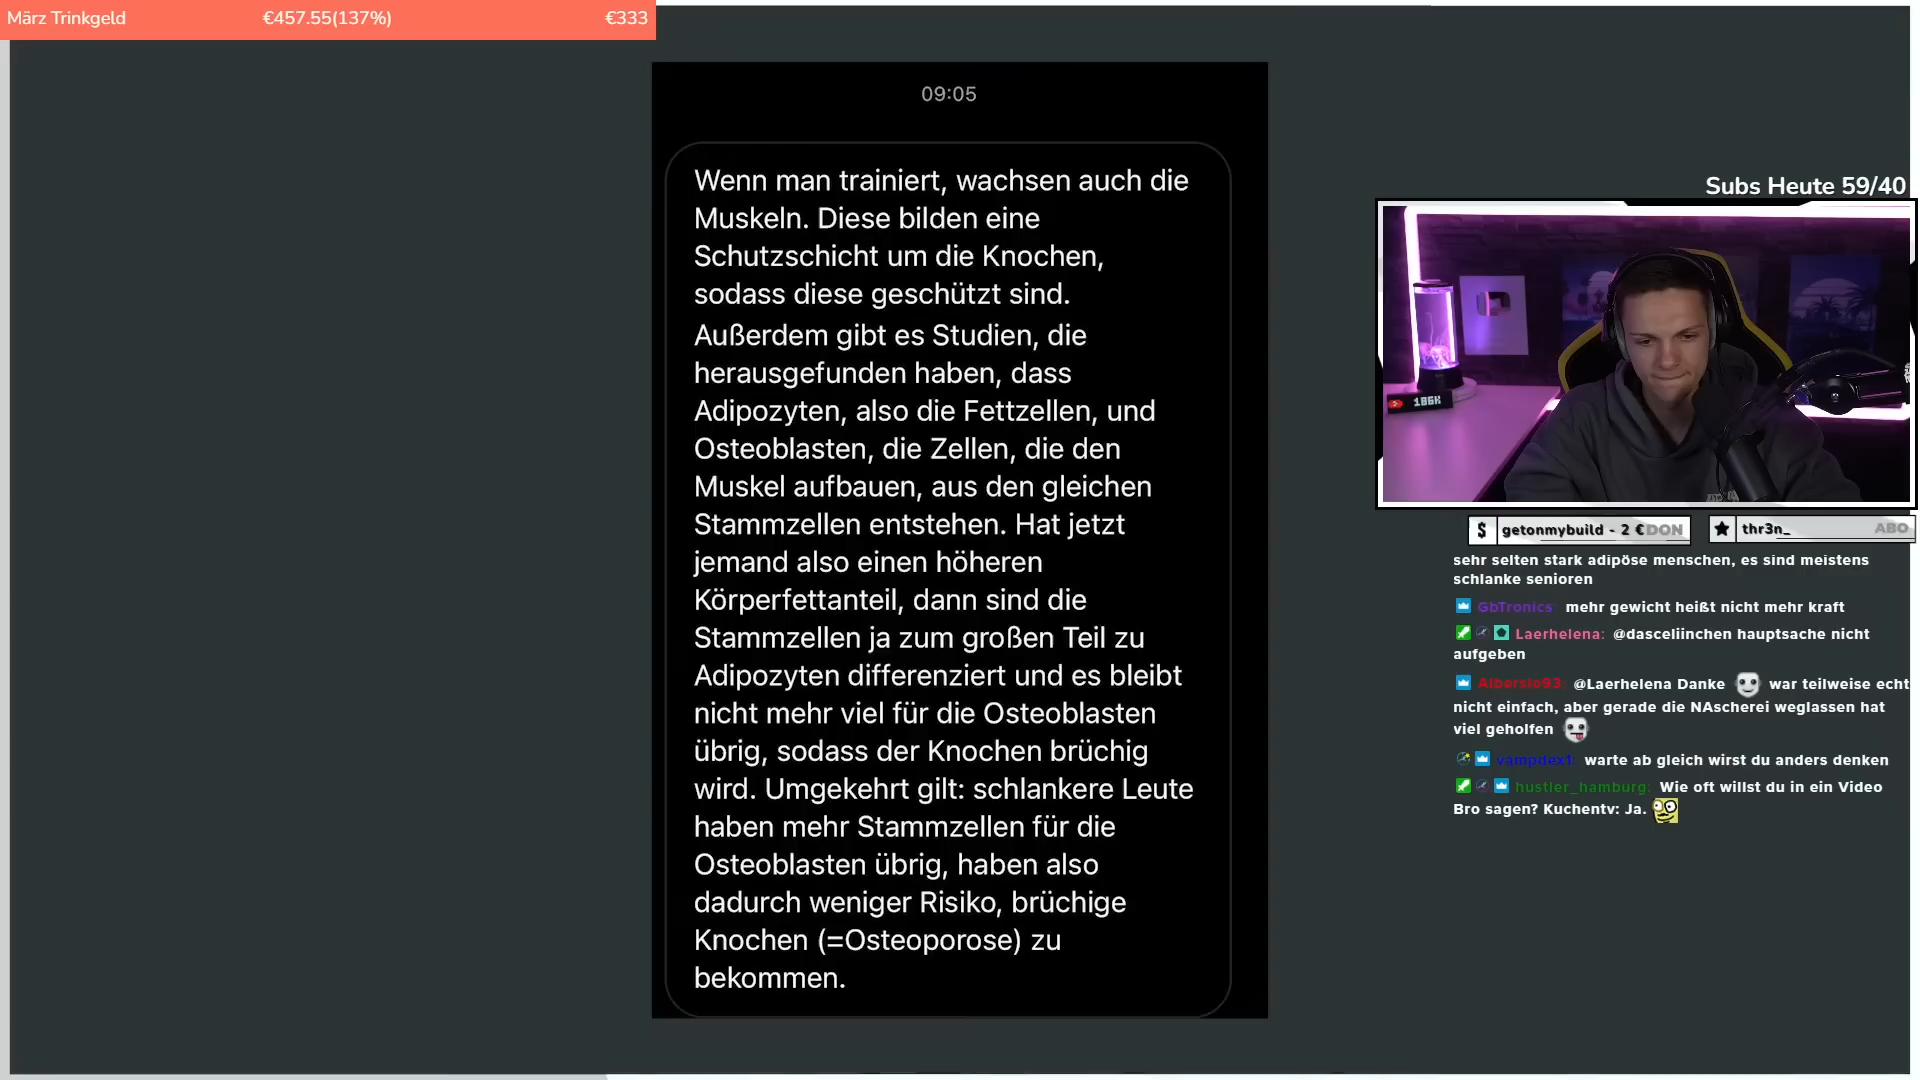 März Trinkgeld €457.55(137%) €333
09:05
Wenn man trainiert, wachsen auch die
Muskeln. Diese bilden eine
Schutzschicht um die Knochen,
sodass diese geschützt sind.
Außerdem gibt es Studien, die
herausgefunden haben, dass
Adipozyten, also die Fettzellen, und
Osteoblasten, die Zellen, die den
Muskel aufbauen, aus den gleichen
Stammzellen entstehen. Hat jetzt
jemand also einen höheren
Körperfettanteil, dann sind die
Stammzellen ja zum großen Teil zu
Adipozyten differenziert und es bleibt
nicht mehr viel für die Osteoblasten
übrig, sodass der Knochen brüchig
wird. Umgekehrt gilt: schlankere Leute
haben mehr Stammzellen für die
Osteoblasten übrig, haben also
dadurch weniger Risiko, brüchige
Knochen (=Osteoporose) zu
bekommen.
Subs Heute 59/40
186K
$ getonmybuild - 2 € DON
thr3n_ ABO
sehr selten stark adipöse menschen, es sind meistens
schlanke senioren
GbTronics: mehr gewicht heißt nicht mehr kraft
Laerhelena: @dasceliinchen hauptsache nicht
aufgeben
Albersio93: @Laerhelena Danke war teilweise echt
nicht einfach, aber gerade die NAscherei weglassen hat
viel geholfen
vampdex1: warte ab gleich wirst du anders denken
hustler_hamburg: Wie oft willst du in ein Video
Bro sagen? Kuchentv: Ja.